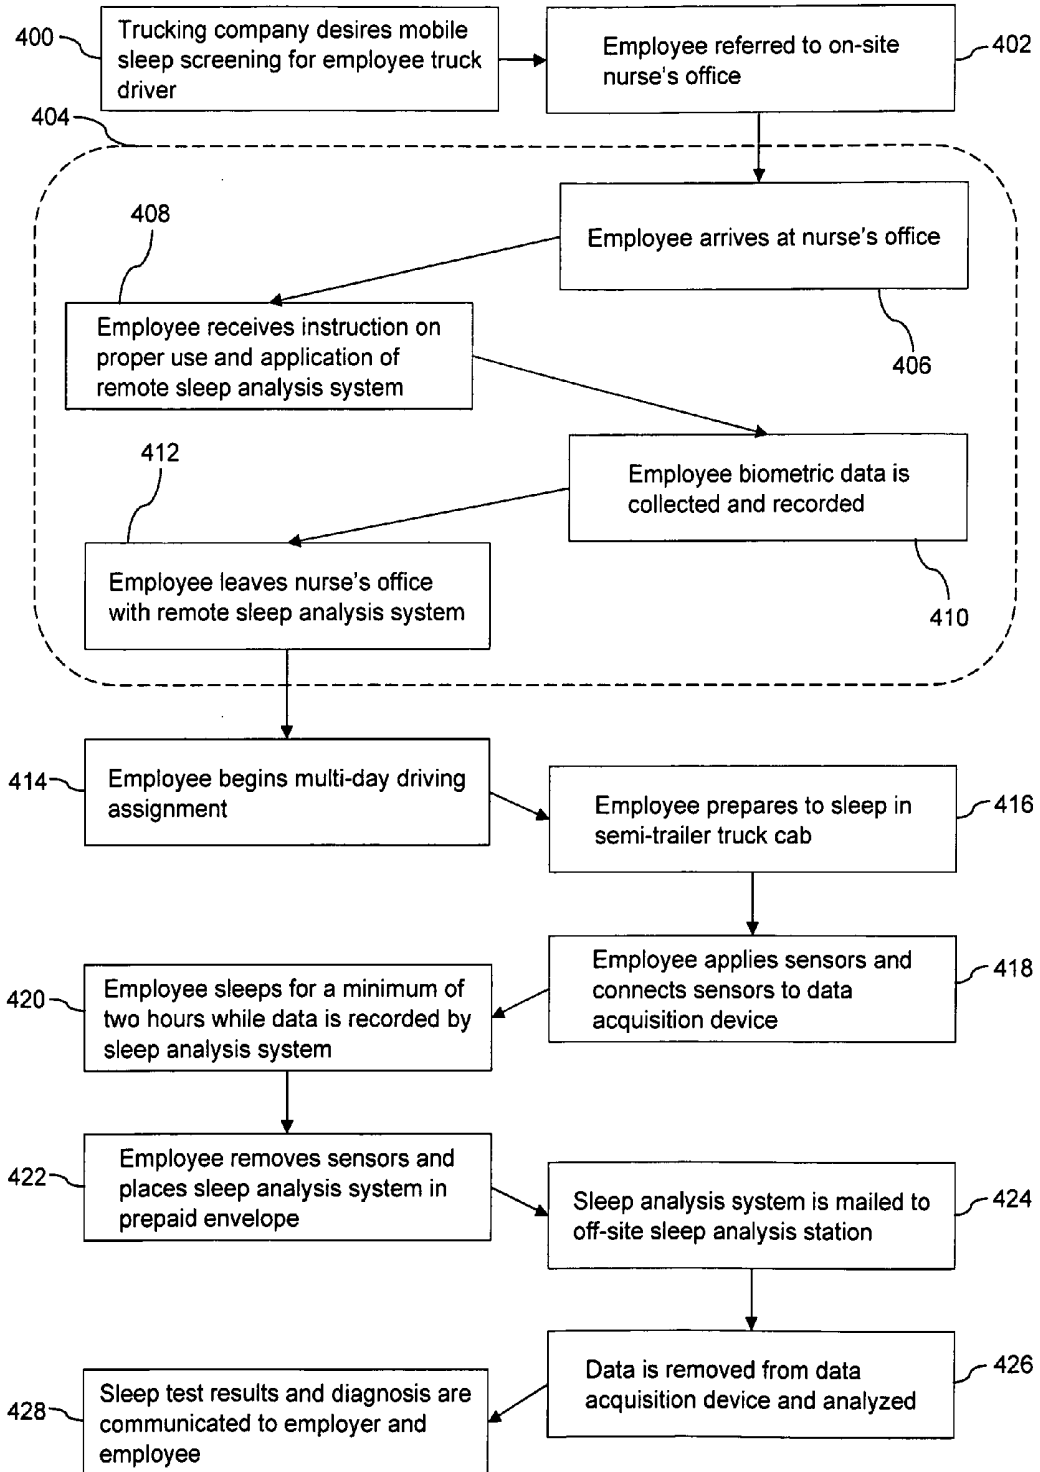 400
Trucking company desires mobile
sleep screening for employee truck
driver
Employee referred to on-site
nurse's office
402
404
Employee arrives at nurse's office
406
408
Employee receives instruction on
proper use and application of
remote sleep analysis system
Employee biometric data is
collected and recorded
410
412
Employee leaves nurse's office
with remote sleep analysis system
414
Employee begins multi-day driving
assignment
Employee prepares to sleep in
semi-trailer truck cab
416
Employee applies sensors and
connects sensors to data
acquisition device
418
420
Employee sleeps for a minimum of
two hours while data is recorded by
sleep analysis system
422
Employee removes sensors and
places sleep analysis system in
prepaid envelope
Sleep analysis system is mailed to
off-site sleep analysis station
424
Data is removed from data
acquisition device and analyzed
426
428
Sleep test results and diagnosis are
communicated to employer and
employee